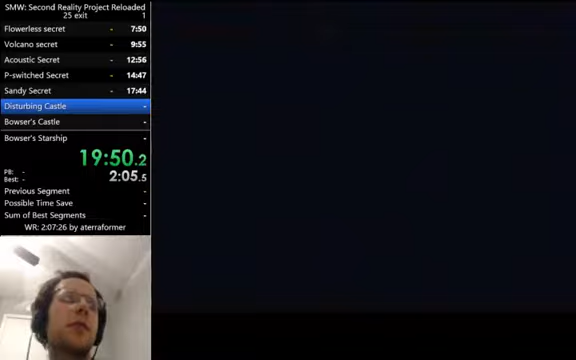 SMW: Second Reality Project Reloaded
25 exit 1
Flowerless secret - 7:50
Volcano secret - 9:55
Acoustic Secret - 12:56
P-switched Secret - 14:47
Sandy Secret - 17:44
Disturbing Castle -
Bowser's Castle -
Bowser's Starship -
19:50.2
PB: -
Best: -
2:05.5
Previous Segment -
Possible Time Save -
Sum of Best Segments -
WR: 2:07:26 by aterraformer